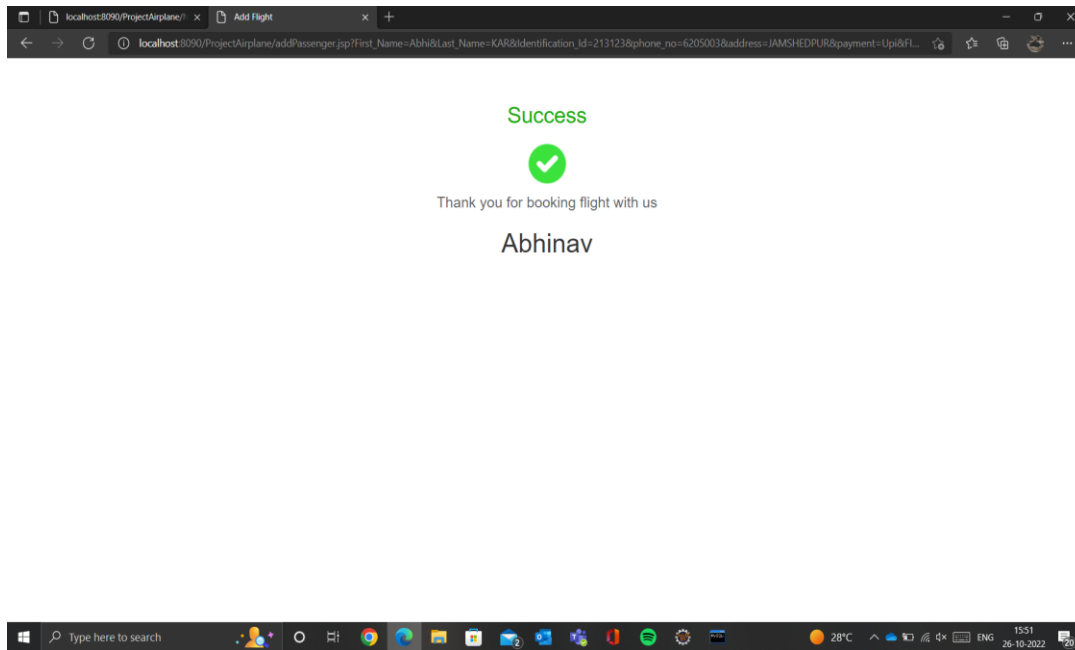 localhost:8090/ProjectAirplane/
Add Flight
localhost:8090/ProjectAirplane/addPassenger.jsp?First_Name=Abhi&Last_Name=KAR&Identification_Id=213123&phone_no=6205003&address=JAMSHEDPUR&payment=Upi&Fl...
Success
Thank you for booking flight with us
Abhinav
Type here to search
2
28°C
ENG
15:51
26-10-2022
20